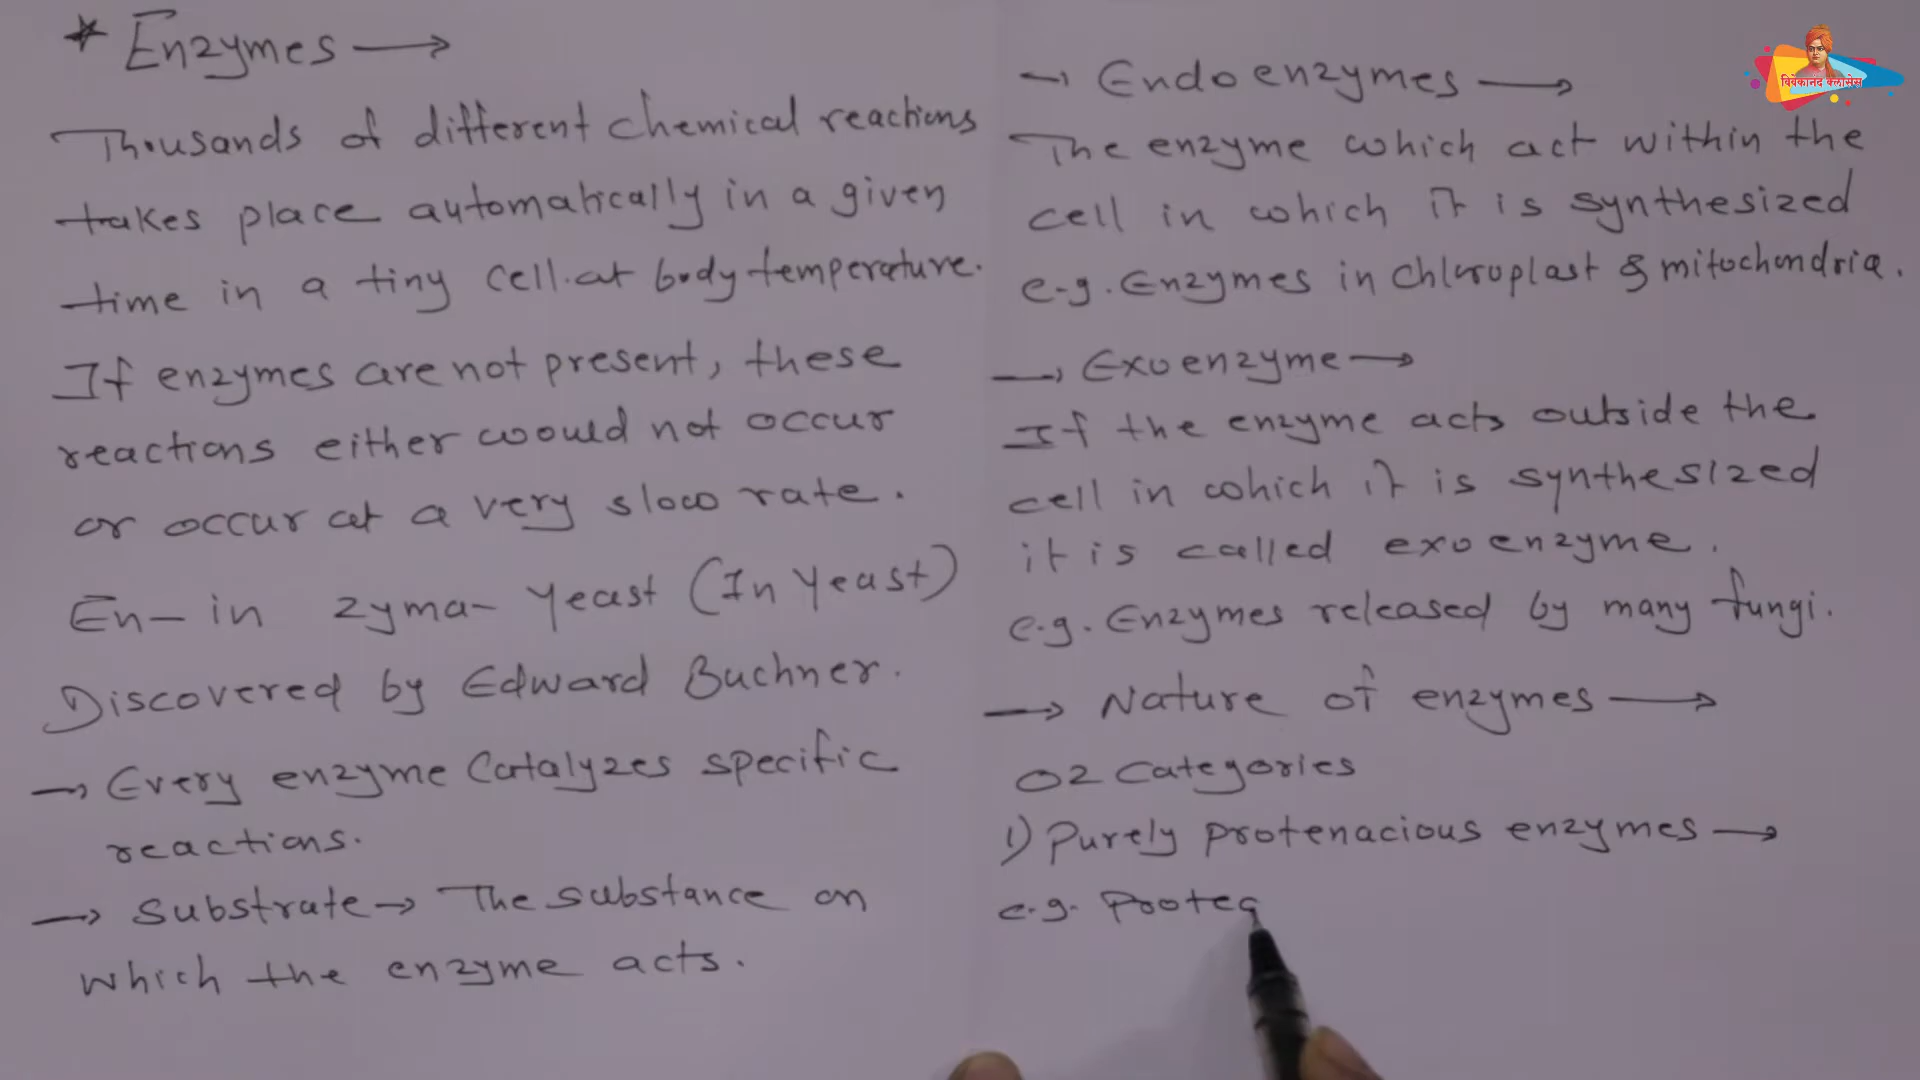 * Enzymes →
Thousands of different chemical reactions
takes place automatically in a given
time in a tiny cell.at body temperature.
If enzymes are not present, these
reactions either would not occur
or occur at a very slow rate.
En- in zyma- Yeast (In Yeast)
Discovered by Edward Buchner.
→ Every enzyme Catalyzes specific
reactions.
→ Substrate → The substance on
which the enzyme acts.
→ Endoenzymes →
The enzyme which act within the
cell in which it is synthesized
e.g. Enzymes in Chloroplast & mitochondria.
→ Exoenzyme →
If the enzyme acts outside the
cell in which it is synthesized
it is called exoenzyme.
e.g. Enzymes released by many fungi.
→ Nature of enzymes →
02 Categories
1) Purely protenacious enzymes →
e.g. Protea
विवेकानंद क्लासेस